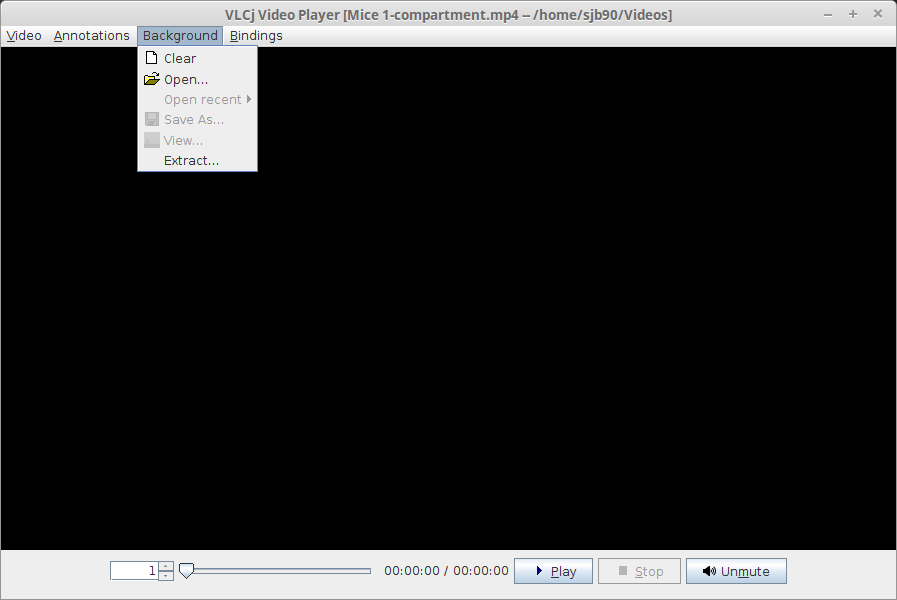 VLCj Video Player [Mice 1-compartment.mp4 -- /home/sjb90/Videos]
Video Annotations Background Bindings
Clear
Open...
Open recent
Save As...
View...
Extract...
1 00:00:00 / 00:00:00 Play Stop Unmute